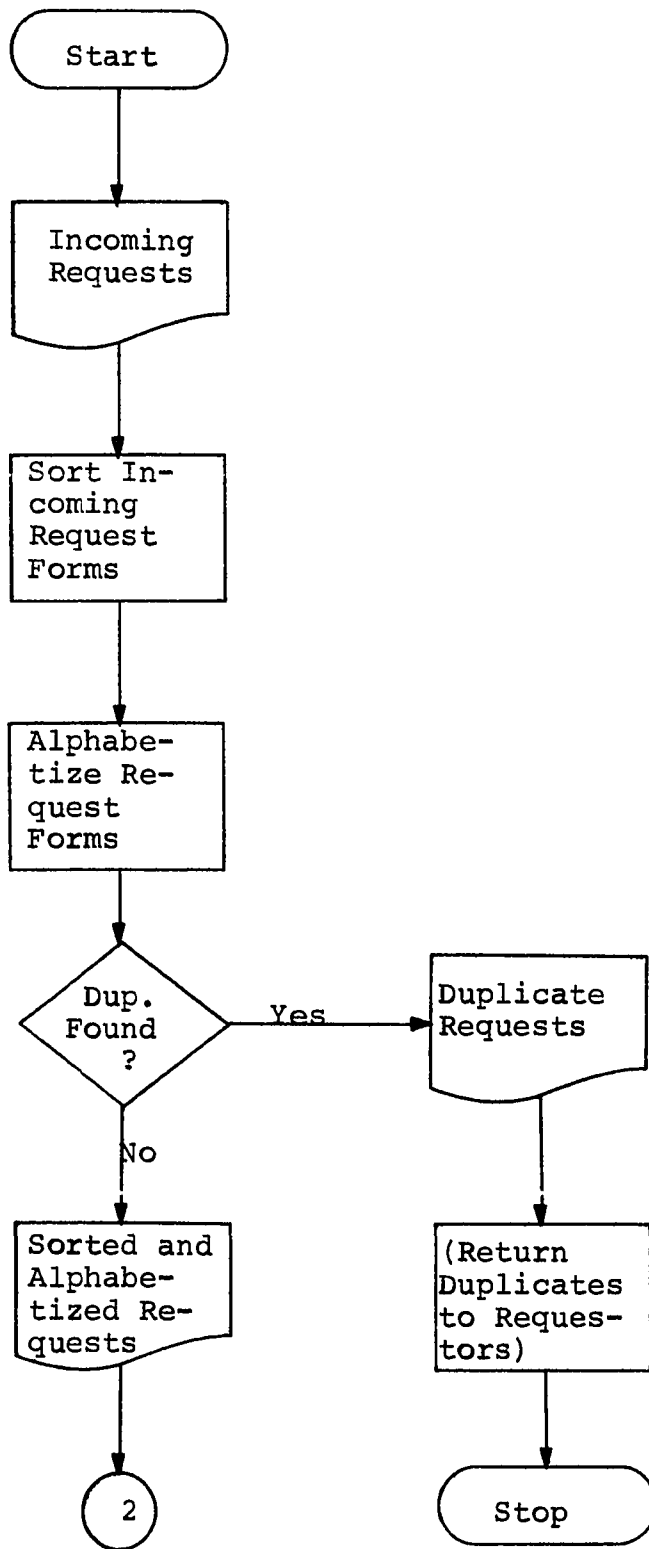 Start
Incoming
Requests
Sort In-
coming
Request
Forms
Alphabe-
tize Re-
quest
Forms
Dup.
Found
?
Yes
Duplicate
Requests
No
Sorted and
Alphabe-
tized Re-
quests
(Return
Duplicates
to Reques-
tors)
2
Stop